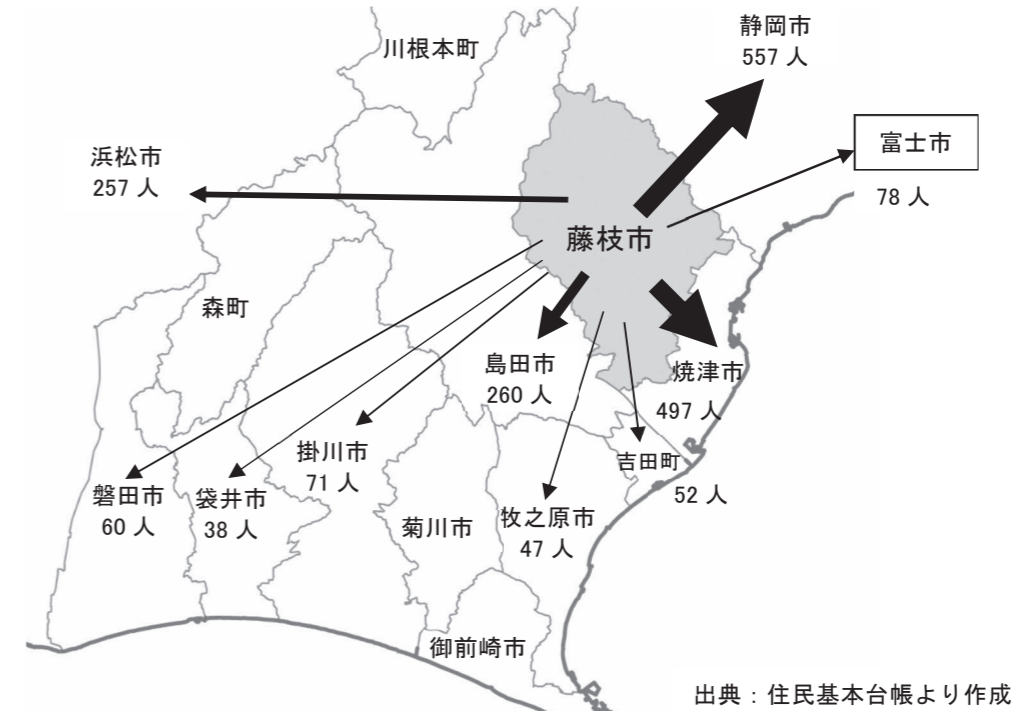 静岡市
557 人
川根本町
富士市
78 人
浜松市
257 人
藤枝市
森町
島田市
260 人
焼津市
497 人
掛川市
71 人
吉田町
52 人
磐田市
60 人
袋井市
38 人
菊川市
牧之原市
47 人
御前崎市
出典：住民基本台帳より作成